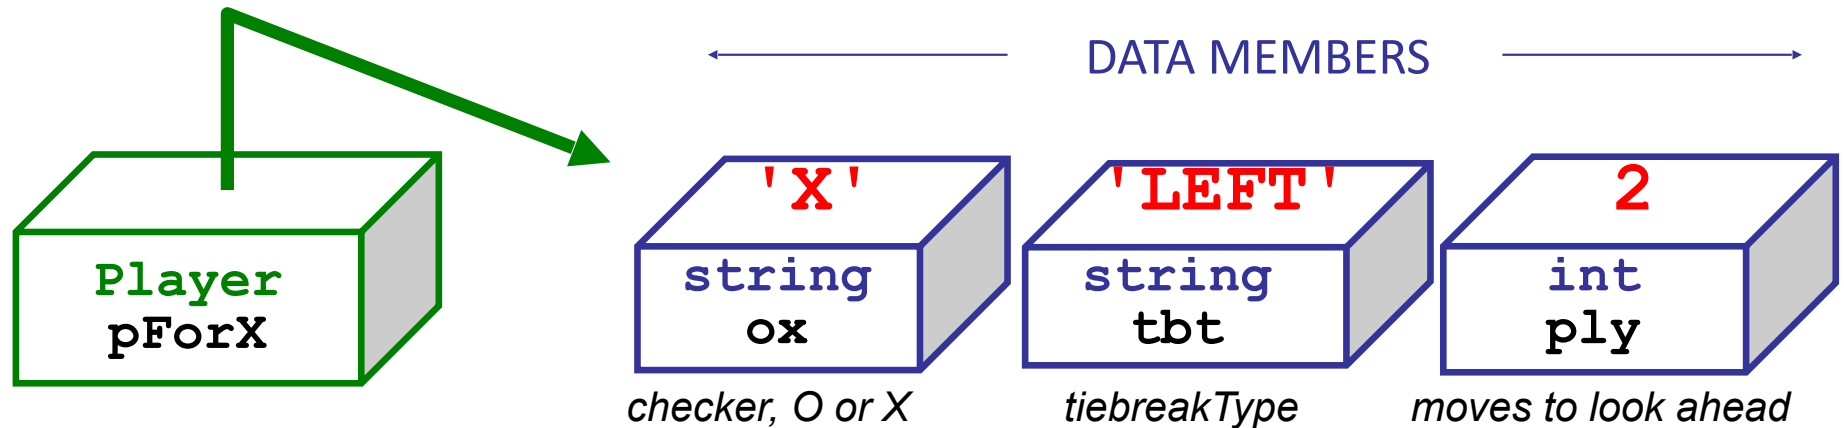 DATA MEMBERS
Player
pForX
'X'
string
ox
checker, O or X
'LEFT'
string
tbt
tiebreakType
2
int
ply
moves to look ahead